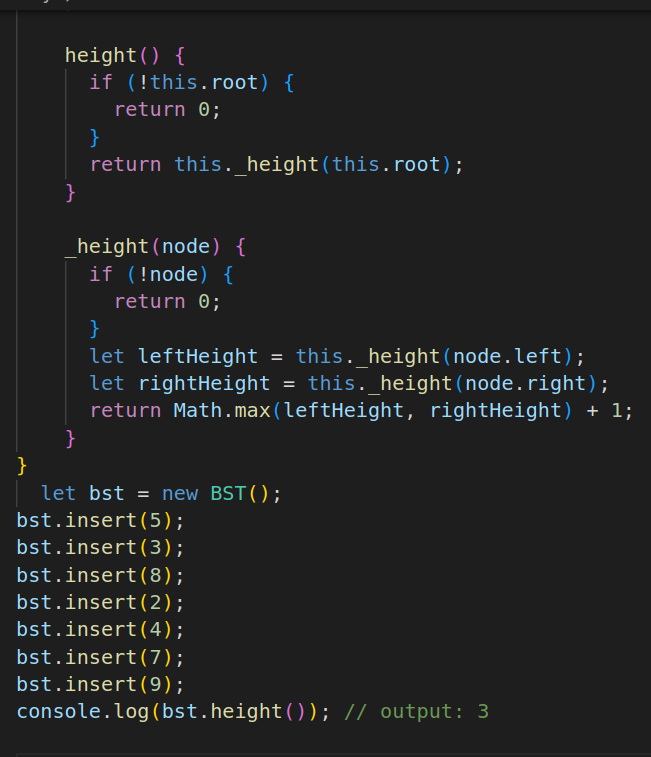 height() {
if (!this.root) {
return 0;
}
return this._height(this.root);
}
_height(node) {
if (!node) {
return 0;
}
let leftHeight = this._height(node.left);
let rightHeight = this._height(node.right);
return Math.max(leftHeight, rightHeight) + 1;
}
}
let bst = new BST();
bst.insert(5);
bst.insert(3);
bst.insert(8);
bst.insert(2);
bst.insert(4);
bst.insert(7);
bst.insert(9);
console.log(bst.height()); // output: 3